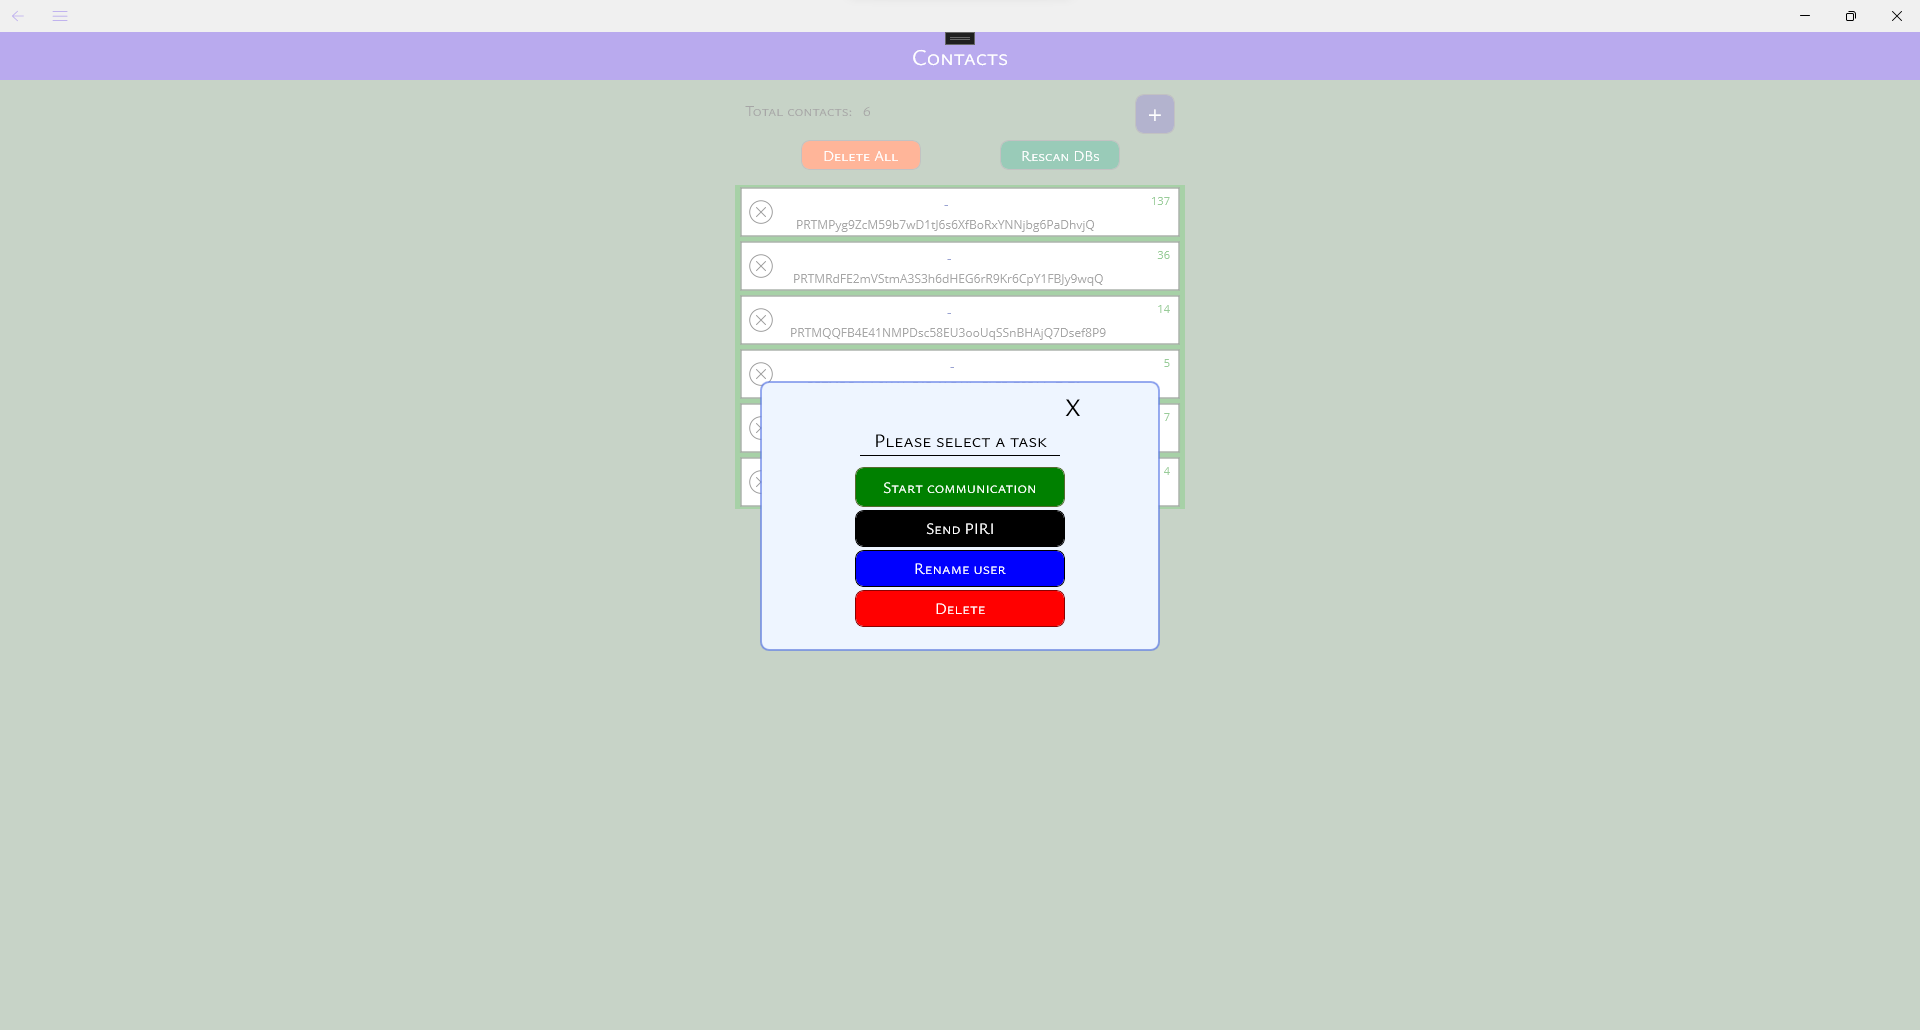 Contacts
Total contacts: 6
+
Delete All
Rescan DBs
-
137
PRTMPyg9ZcM59b7wD1tJ6s6XfBoRxYNNjbg6PaDhvjQ
-
36
PRTMRdFE2mVStmA3S3h6dHEG6rR9Kr6CpY1FBJy9wqQ
-
14
PRTMQQFB4E41NMPDsc58EU3ooUqSSnBHAjQ7Dsef8P9
-
5
7
4
X
Please select a task
Start communication
Send PIRI
Rename user
Delete